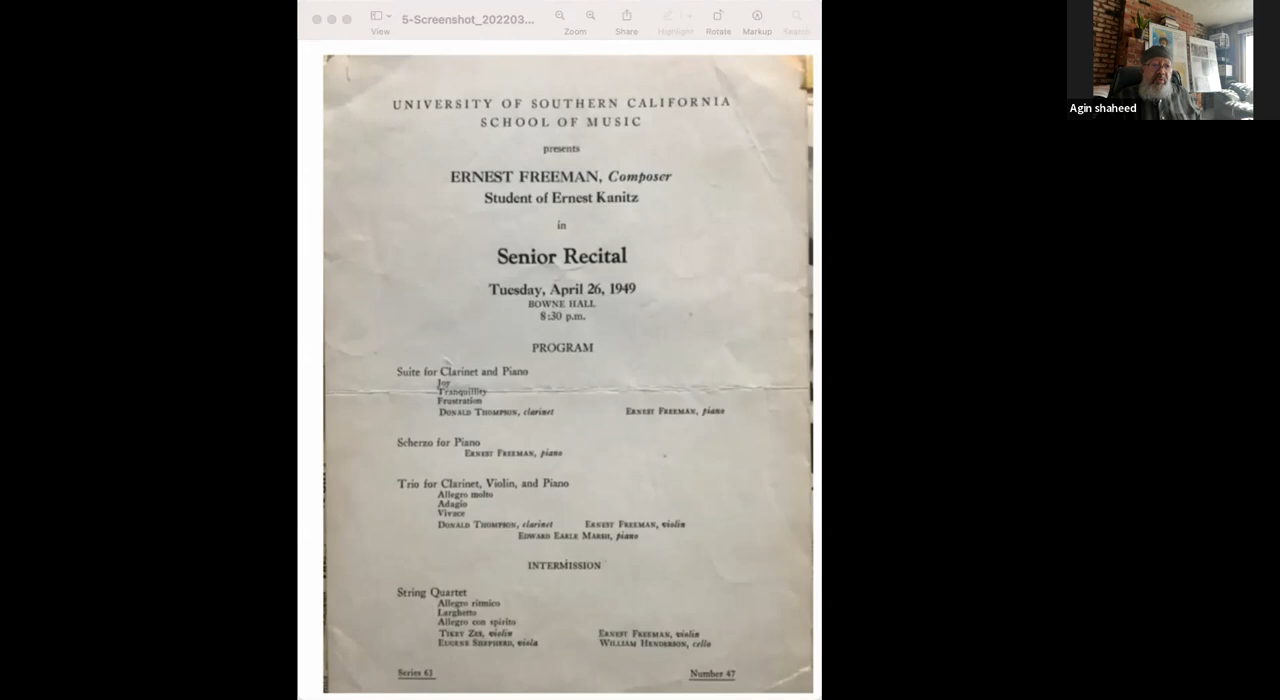 5-Screenshot_202203...
View
Zoom
Share
Highlight
Rotate
Markup
Search
Agin shaheed
UNIVERSITY OF SOUTHERN CALIFORNIA
SCHOOL OF MUSIC
presents
ERNEST FREEMAN, Composer
Student of Ernest Kanitz
in
Senior Recital
Tuesday, April 26, 1949
BOWNE HALL
8:30 p.m.
PROGRAM
Suite for Clarinet and Piano
Joy
Tranquillity
Frustration
DONALD THOMPSON, clarinet ERNEST FREEMAN, piano
Scherzo for Piano
ERNEST FREEMAN, piano
Trio for Clarinet, Violin, and Piano
Allegro molto
Adagio
Vivace
DONALD THOMPSON, clarinet ERNEST FREEMAN, violin
EDWARD EARLE MARSH, piano
INTERMISSION
String Quartet
Allegro ritmico
Larghetto
Allegro con spirito
TIKEY ZES, violin ERNEST FREEMAN, violin
EUGENE SHEPHERD, viola WILLIAM HENDERSON, cello
Series 63 Number 47